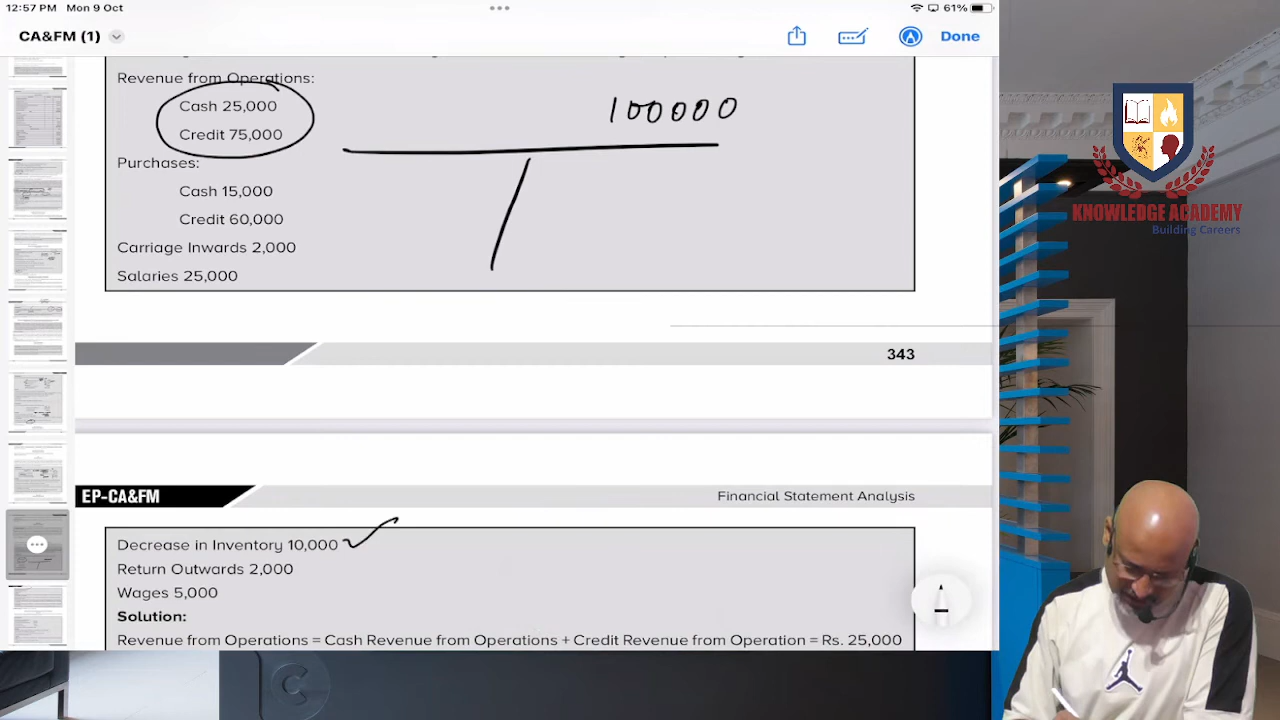 12:57 PM Mon 9 Oct
61%
CA&FM (1)
Done
Revenue from Operations:
Cash 25,000
Credit 75,000
100000
Purchases:
Cash 15,000
Credit 60,000
Carriage Inwards 2,000
Salaries 25,000
343
EP-CA&FM
Financial Statement Analysis
Decrease in Inventory 10,000
Return Outwards 2,000
Wages 5,000
Solution:
Revenue from Operations = Cash Revenue from Operations + Credit Revenue from Operation = Rs. 25,000
KNOWLEDGE ACADEMY
Building Careers